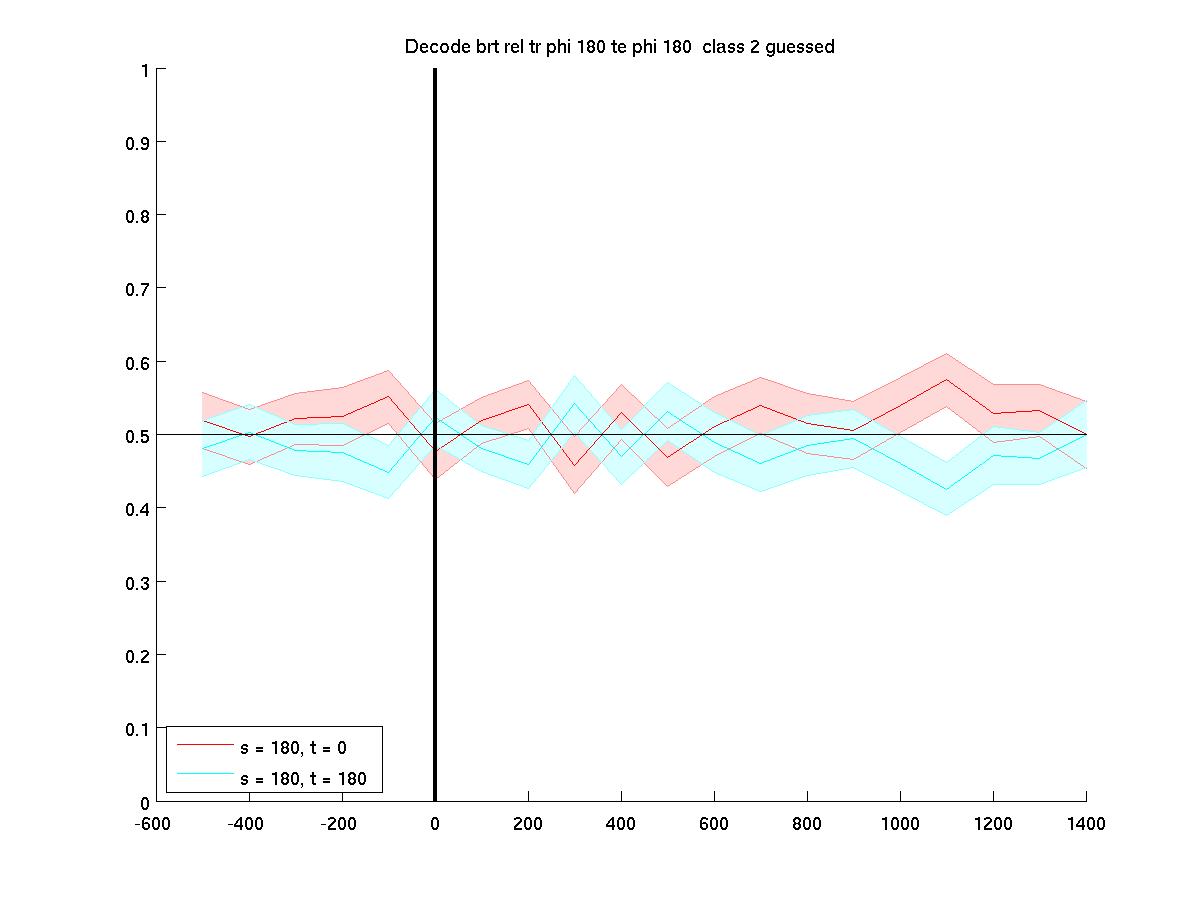 Decode brt rel tr phi 180 te phi 180  class 2 guessed
1
0.9
0.8
0.7
0.6
0.5
0.4
0.3
0.2
0.1
0
s = 180, t = 0
s = 180, t = 180
-600 -400 -200 0 200 400 600 800 1000 1200 1400